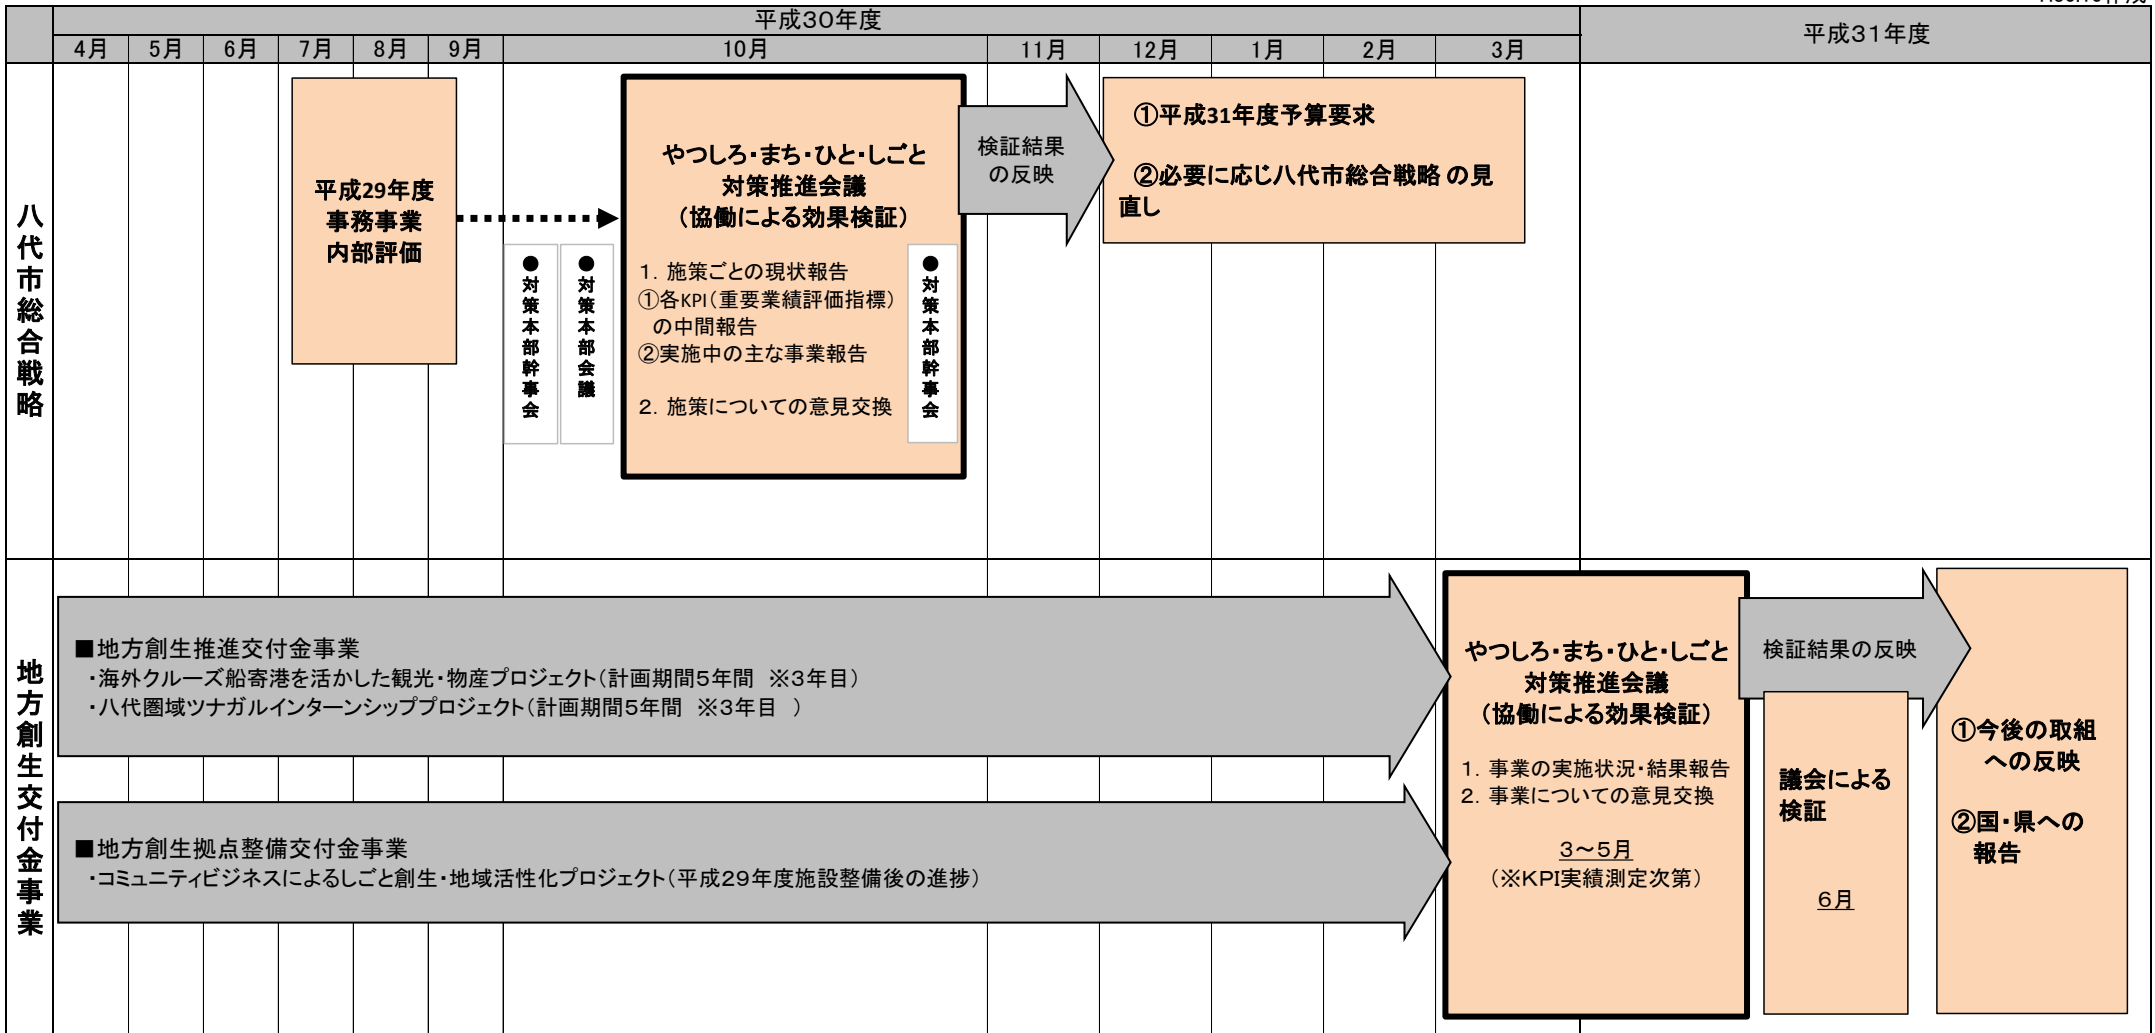 平成30年度
平成31年度
4月 5月 6月 7月 8月 9月 10月 11月 12月 1月 2月 3月
八代市総合戦略
平成29年度
事務事業
内部評価
●対策本部幹事会
●対策本部会議
やつしろ・まち・ひと・しごと
対策推進会議
（協働による効果検証）
1．施策ごとの現状報告
①各KPI（重要業績評価指標）
の中間報告
②実施中の主な事業報告
2．施策についての意見交換
●対策本部幹事会
検証結果
の反映
①平成31年度予算要求
②必要に応じ八代市総合戦略 の見
直し
地方創生交付金事業
■地方創生推進交付金事業
・海外クルーズ船寄港を活かした観光・物産プロジェクト（計画期間5年間 ※3年目）
・八代圏域ツナガルインターンシッププロジェクト（計画期間5年間 ※3年目 ）
■地方創生拠点整備交付金事業
・コミュニティビジネスによるしごと創生・地域活性化プロジェクト（平成29年度施設整備後の進捗）
やつしろ・まち・ひと・しごと
対策推進会議
（協働による効果検証）
1．事業の実施状況・結果報告
2．事業についての意見交換
3～5月
（※KPI実績測定次第）
検証結果の反映
議会による
検証
6月
①今後の取組
への反映
②国・県への
報告